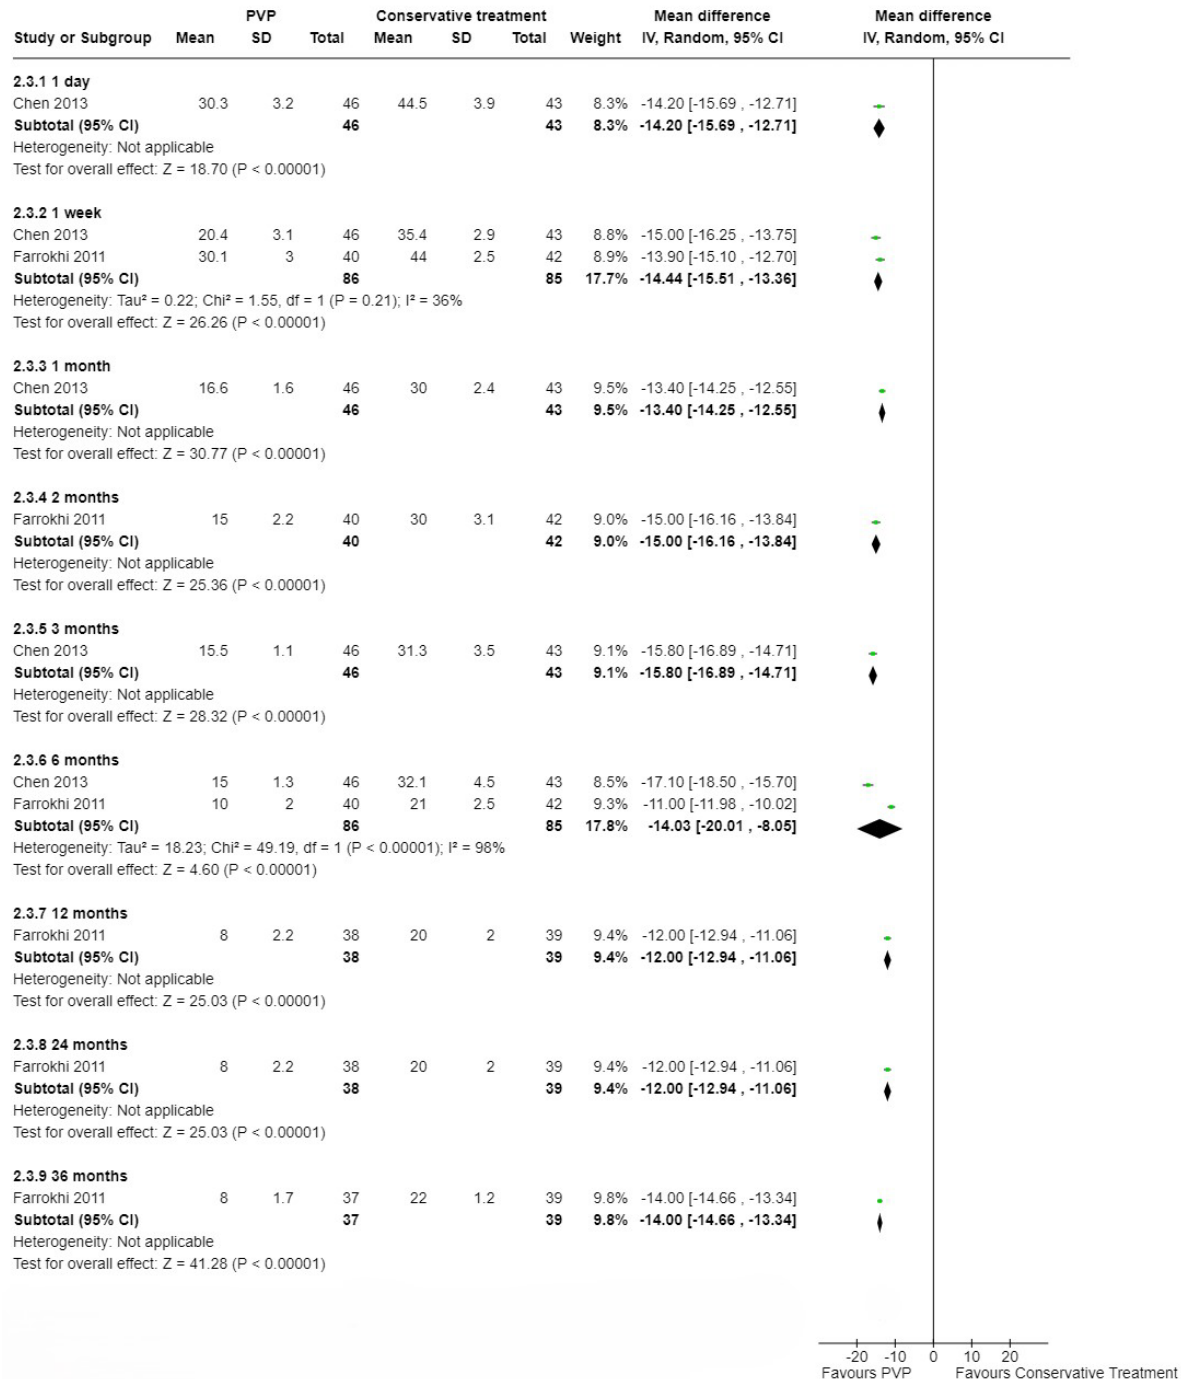 PVP Conservative treatment Mean difference Mean difference
Study or Subgroup Mean SD Total Mean SD Total Weight IV, Random, 95% CI IV, Random, 95% CI
2.3.1 1 day
Chen 2013 30.3 3.2 46 44.5 3.9 43 8.3% -14.20 [-15.69 , -12.71]
Subtotal (95% CI) 46 43 8.3% -14.20 [-15.69 , -12.71]
Heterogeneity: Not applicable
Test for overall effect: Z = 18.70 (P < 0.00001)
2.3.2 1 week
Chen 2013 20.4 3.1 46 35.4 2.9 43 8.8% -15.00 [-16.25 , -13.75]
Farrokhi 2011 30.1 3 40 44 2.5 42 8.9% -13.90 [-15.10 , -12.70]
Subtotal (95% CI) 86 85 17.7% -14.44 [-15.51 , -13.36]
Heterogeneity: Tau² = 0.22; Chi² = 1.55, df = 1 (P = 0.21); I² = 36%
Test for overall effect: Z = 26.26 (P < 0.00001)
2.3.3 1 month
Chen 2013 16.6 1.6 46 30 2.4 43 9.5% -13.40 [-14.25 , -12.55]
Subtotal (95% CI) 46 43 9.5% -13.40 [-14.25 , -12.55]
Heterogeneity: Not applicable
Test for overall effect: Z = 30.77 (P < 0.00001)
2.3.4 2 months
Farrokhi 2011 15 2.2 40 30 3.1 42 9.0% -15.00 [-16.16 , -13.84]
Subtotal (95% CI) 40 42 9.0% -15.00 [-16.16 , -13.84]
Heterogeneity: Not applicable
Test for overall effect: Z = 25.36 (P < 0.00001)
2.3.5 3 months
Chen 2013 15.5 1.1 46 31.3 3.5 43 9.1% -15.80 [-16.89 , -14.71]
Subtotal (95% CI) 46 43 9.1% -15.80 [-16.89 , -14.71]
Heterogeneity: Not applicable
Test for overall effect: Z = 28.32 (P < 0.00001)
2.3.6 6 months
Chen 2013 15 1.3 46 32.1 4.5 43 8.5% -17.10 [-18.50 , -15.70]
Farrokhi 2011 10 2 40 21 2.5 42 9.3% -11.00 [-11.98 , -10.02]
Subtotal (95% CI) 86 85 17.8% -14.03 [-20.01 , -8.05]
Heterogeneity: Tau² = 18.23; Chi² = 49.19, df = 1 (P < 0.00001); I² = 98%
Test for overall effect: Z = 4.60 (P < 0.00001)
2.3.7 12 months
Farrokhi 2011 8 2.2 38 20 2 39 9.4% -12.00 [-12.94 , -11.06]
Subtotal (95% CI) 38 39 9.4% -12.00 [-12.94 , -11.06]
Heterogeneity: Not applicable
Test for overall effect: Z = 25.03 (P < 0.00001)
2.3.8 24 months
Farrokhi 2011 8 2.2 38 20 2 39 9.4% -12.00 [-12.94 , -11.06]
Subtotal (95% CI) 38 39 9.4% -12.00 [-12.94 , -11.06]
Heterogeneity: Not applicable
Test for overall effect: Z = 25.03 (P < 0.00001)
2.3.9 36 months
Farrokhi 2011 8 1.7 37 22 1.2 39 9.8% -14.00 [-14.66 , -13.34]
Subtotal (95% CI) 37 39 9.8% -14.00 [-14.66 , -13.34]
Heterogeneity: Not applicable
Test for overall effect: Z = 41.28 (P < 0.00001)
-20 -10 0 10 20
Favours PVP Favours Conservative Treatment